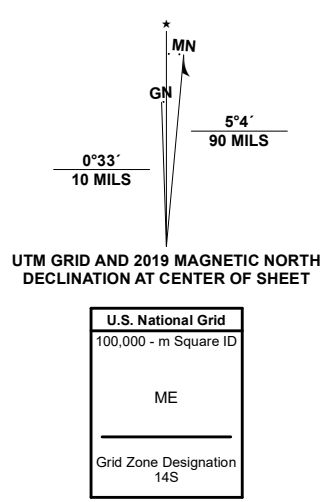 ★
MN
GN
5°4´
90 MILS
0°33´
10 MILS
UTM GRID AND 2019 MAGNETIC NORTH
DECLINATION AT CENTER OF SHEET
U.S. National Grid
100,000 - m Square ID
ME
Grid Zone Designation
14S